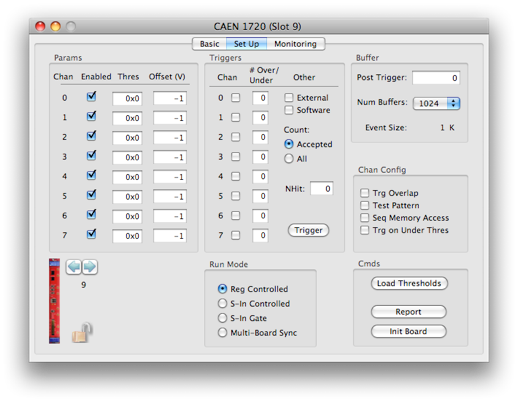 CAEN 1720 (Slot 9)
Basic Set Up Monitoring
Params
Chan Enabled Thres Offset (V)
0 0x0 -1
1 0x0 -1
2 0x0 -1
3 0x0 -1
4 0x0 -1
5 0x0 -1
6 0x0 -1
7 0x0 -1
Triggers
# Over/
Chan Under Other
0 0
1 0
2 0
3 0
4 0
5 0
6 0
7 0
External
Software
Count:
Accepted
All
NHit: 0
Trigger
Buffer
Post Trigger: 0
Num Buffers: 1024
Event Size: 1 K
Chan Config
Trg Overlap
Test Pattern
Seq Memory Access
Trg on Under Thres
9
Run Mode
Reg Controlled
S-In Controlled
S-In Gate
Multi-Board Sync
Cmds
Load Thresholds
Report
Init Board